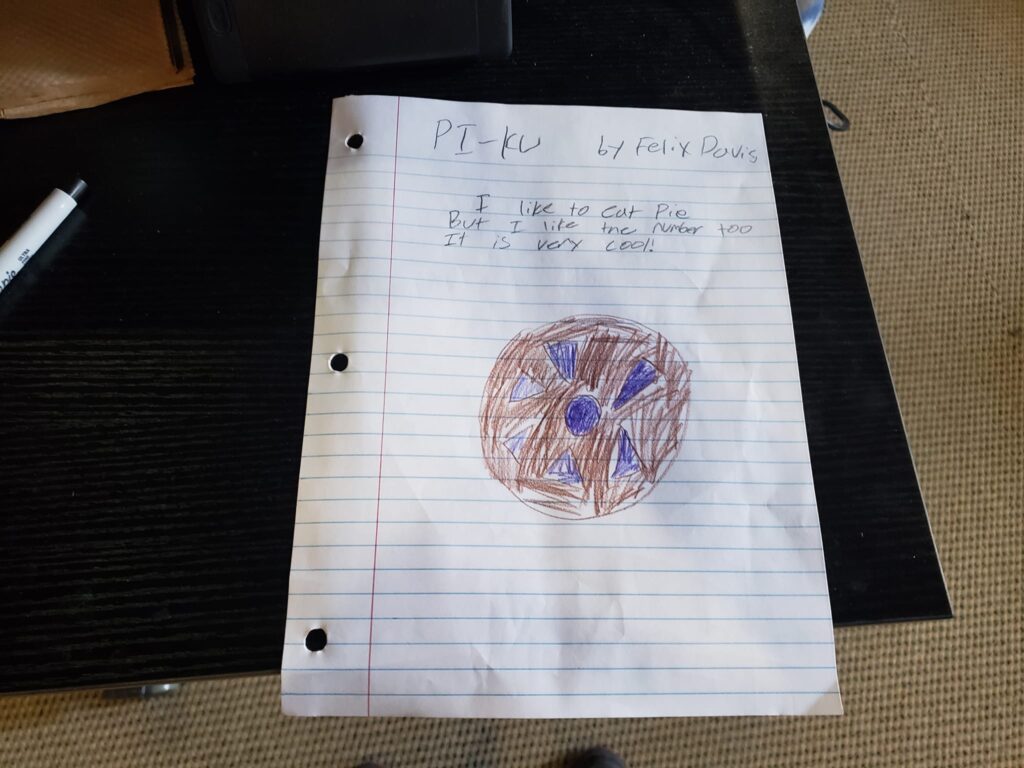 PI-KU by Felix Davis
I like to eat Pie
But I like the number too
It is very cool!